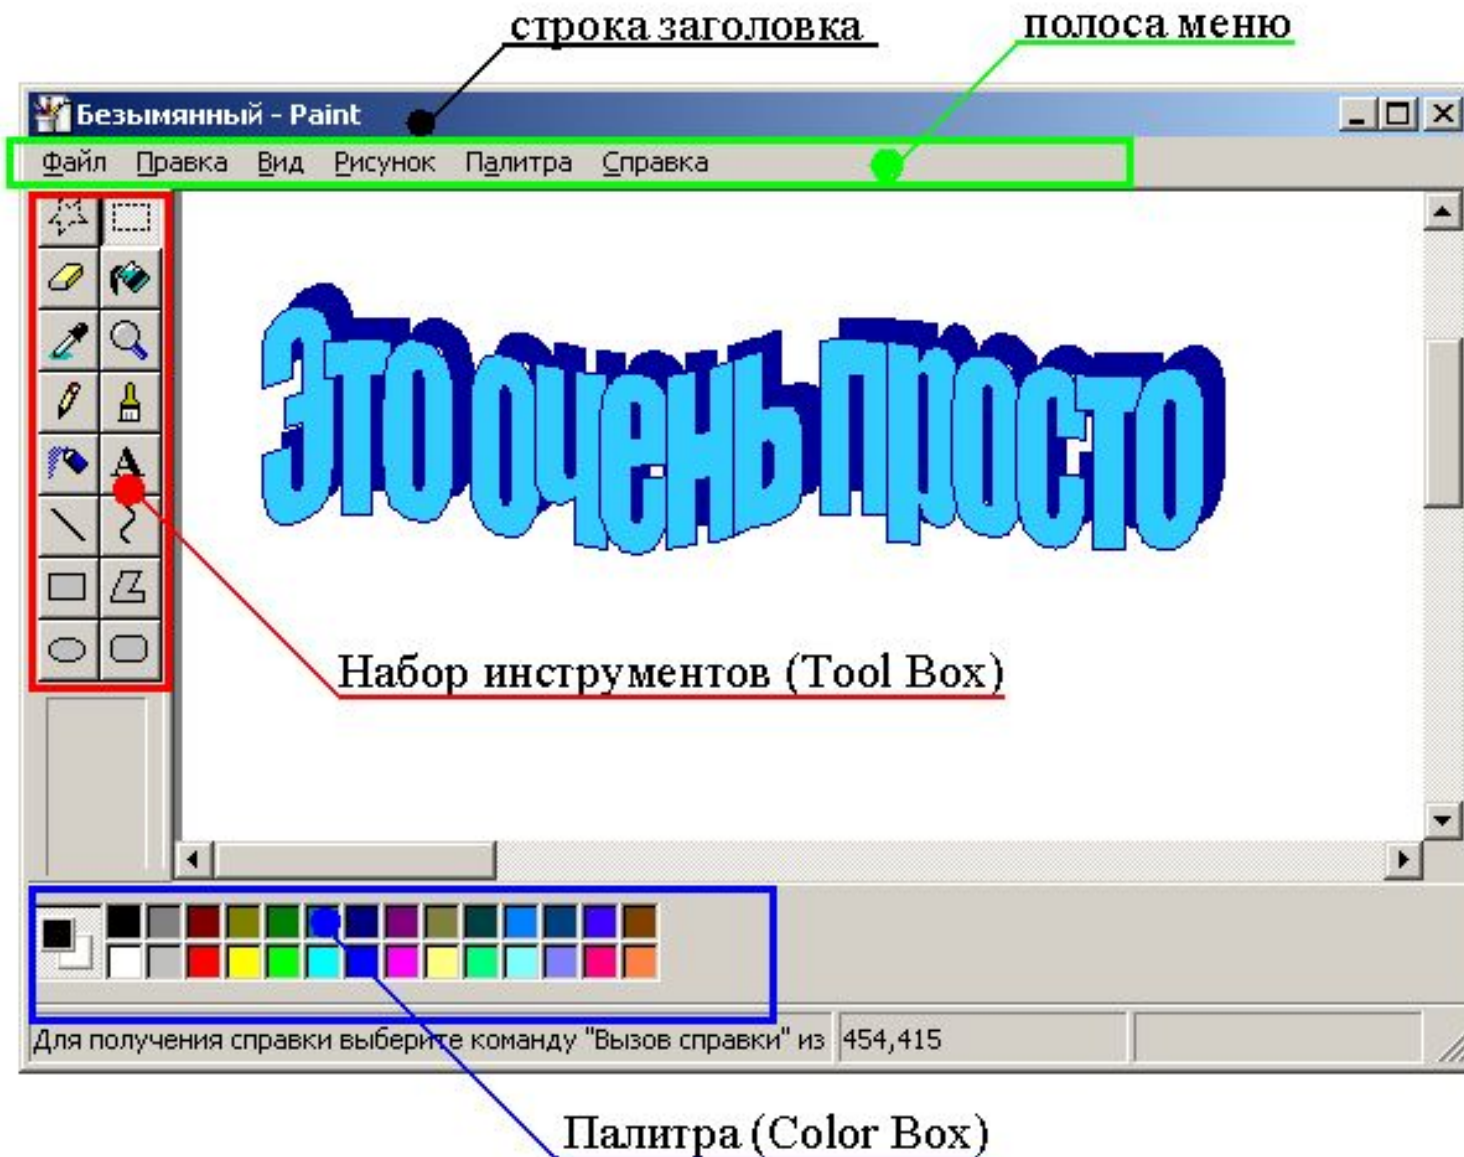 строка заголовка
полоса меню
Безымянный - Paint
Файл Правка Вид Рисунок Палитра Справка
Это очень просто
A
Набор инструментов (Tool Box)
Для получения справки выберите команду "Вызов справки" из 454,415
Палитра (Color Box)